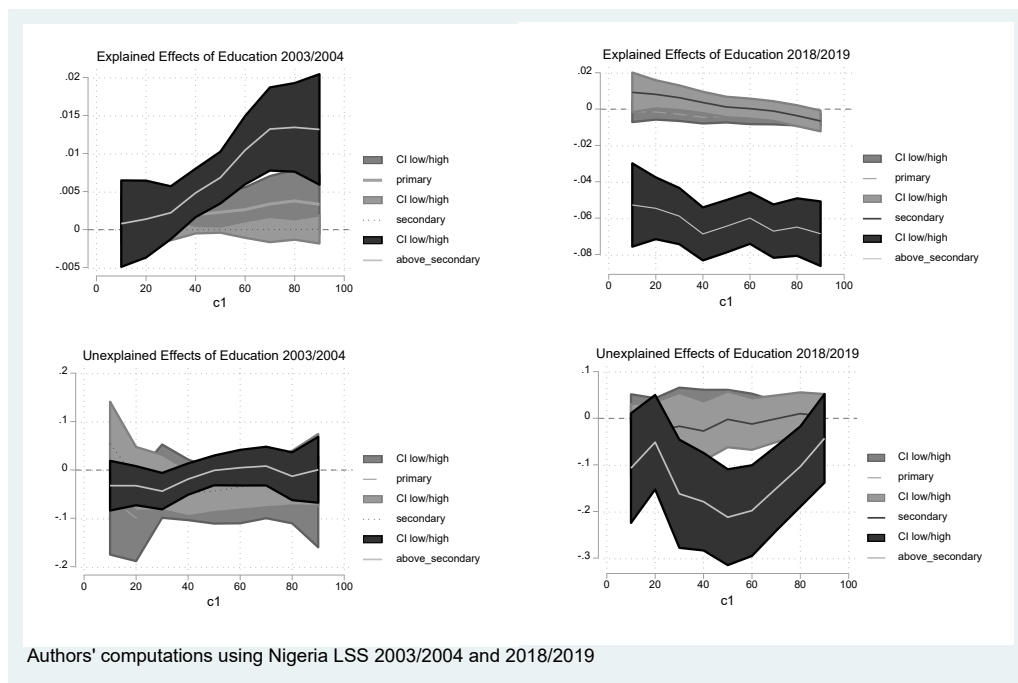 Explained Effects of Education 2003/2004
.02
.015
.01
.005
0
-.005
0 20 40 60 80 100
c1
CI low/high
primary
CI low/high
secondary
CI low/high
above_secondary
Explained Effects of Education 2018/2019
.02
0
-.02
-.04
-.06
-.08
0 20 40 60 80 100
c1
CI low/high
primary
CI low/high
secondary
CI low/high
above_secondary
Unexplained Effects of Education 2003/2004
.2
.1
0
-.1
-.2
0 20 40 60 80 100
c1
CI low/high
primary
CI low/high
secondary
CI low/high
above_secondary
Unexplained Effects of Education 2018/2019
.1
0
-.1
-.2
-.3
0 20 40 60 80 100
c1
CI low/high
primary
CI low/high
secondary
CI low/high
above_secondary
Authors' computations using Nigeria LSS 2003/2004 and 2018/2019